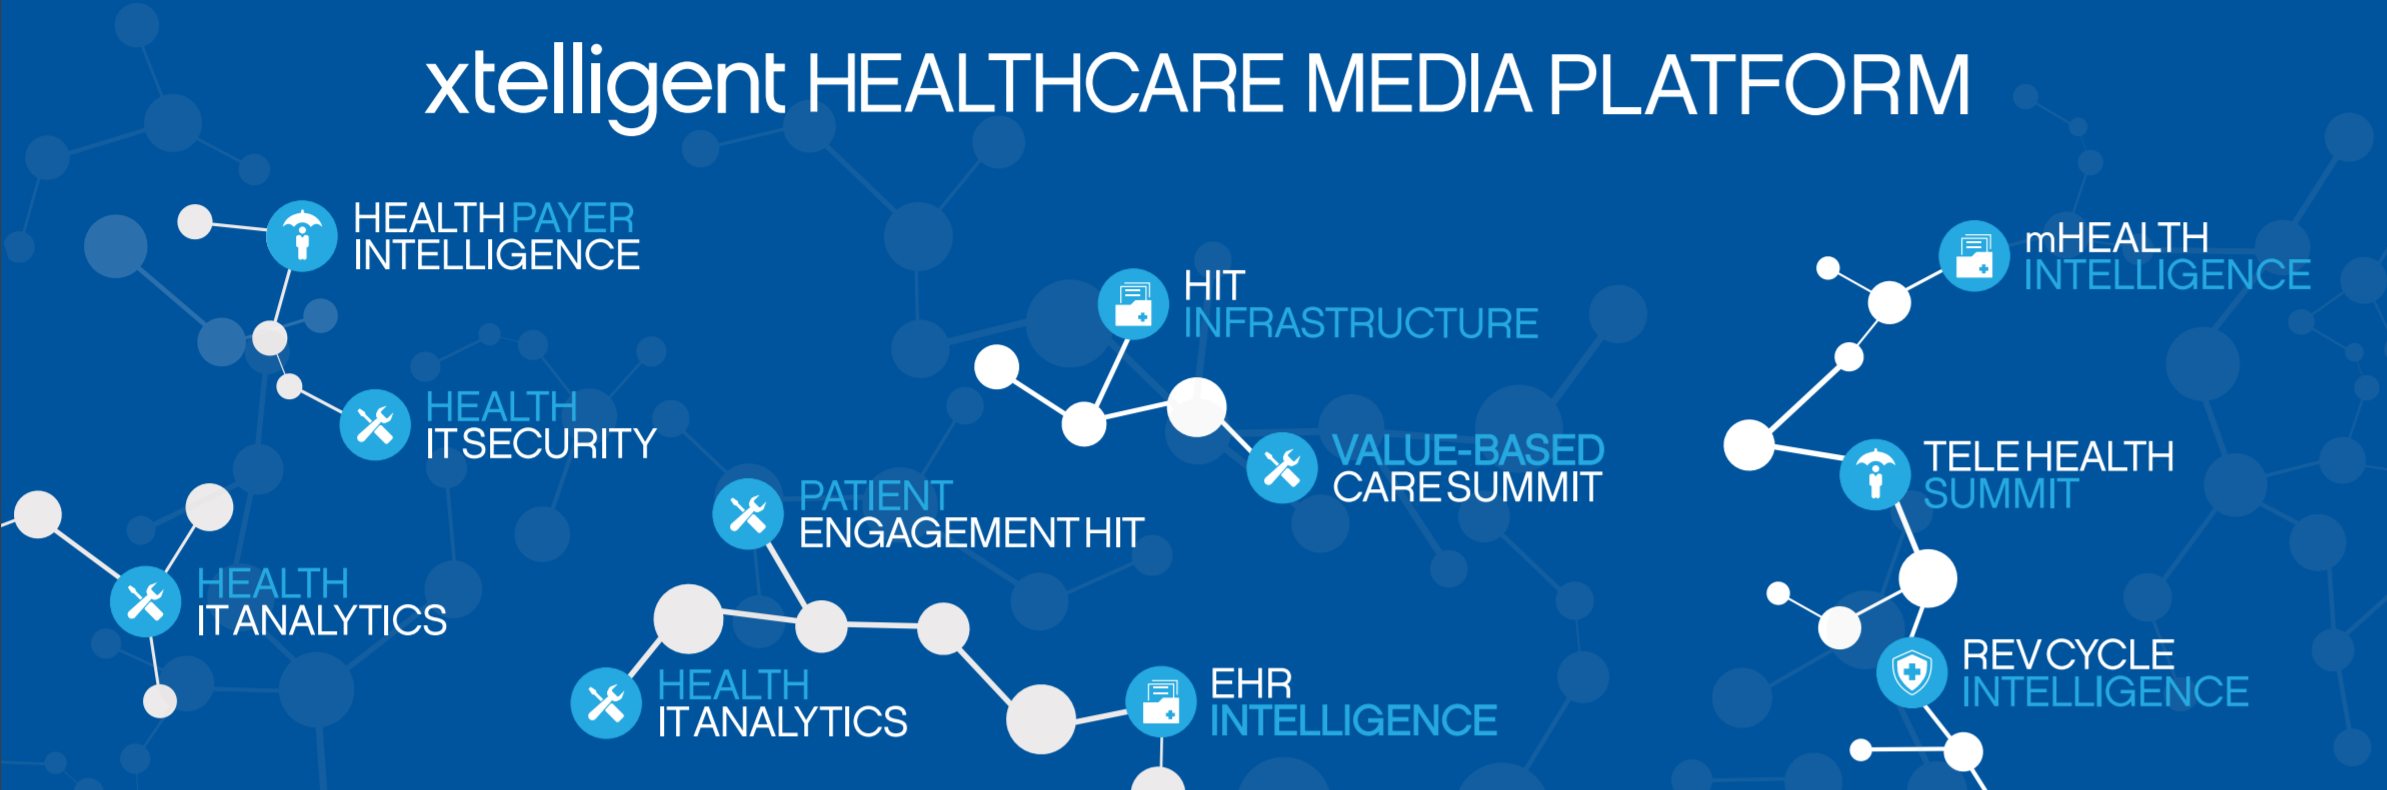 xtelligent HEALTHCARE MEDIA PLATFORM
HEALTH PAYER
INTELLIGENCE
HEALTH
IT SECURITY
HEALTH
IT ANALYTICS
PATIENT
ENGAGEMENT HIT
HEALTH
IT ANALYTICS
EHR
INTELLIGENCE
HIT
INFRASTRUCTURE
VALUE-BASED
CARE SUMMIT
mHEALTH
INTELLIGENCE
TELEHEALTH
SUMMIT
REVCYCLE
INTELLIGENCE